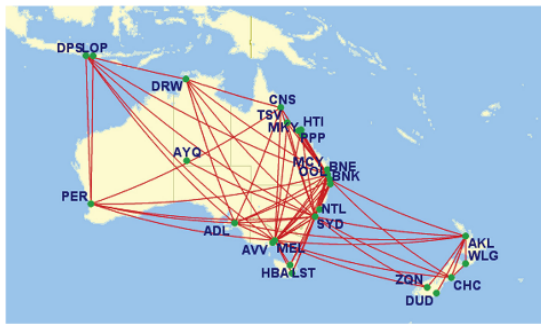 DPS LOP
DRW
CNS
TSV
MKY HTI
PPP
AYQ
MCY BNE
OOL BNK
PER
NTL
SYD
ADL
AVV MEL
AKL
WLG
HBA LST
ZQN CHC
DUD